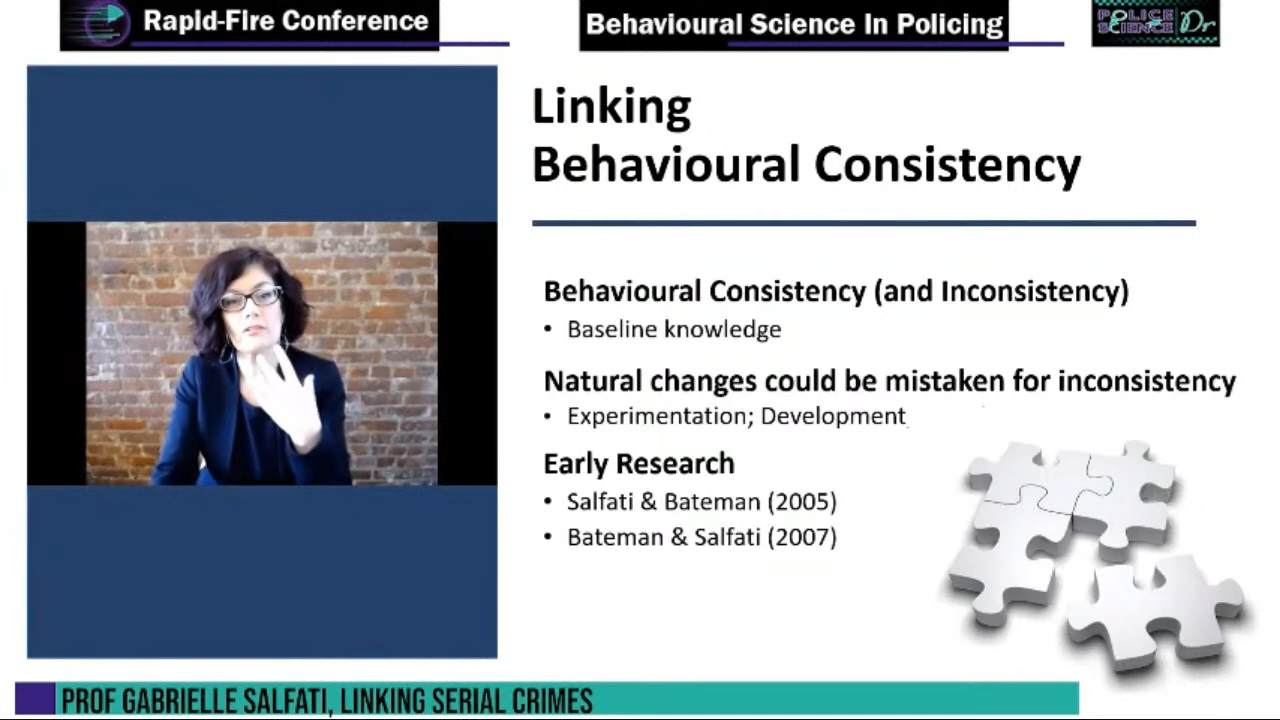 Rapid-Fire Conference
Behavioural Science In Policing
POLICE
SCIENCE Dr
Linking
Behavioural Consistency
Behavioural Consistency (and Inconsistency)
• Baseline knowledge
Natural changes could be mistaken for inconsistency
• Experimentation; Development
Early Research
• Salfati & Bateman (2005)
• Bateman & Salfati (2007)
PROF GABRIELLE SALFATI, LINKING SERIAL CRIMES